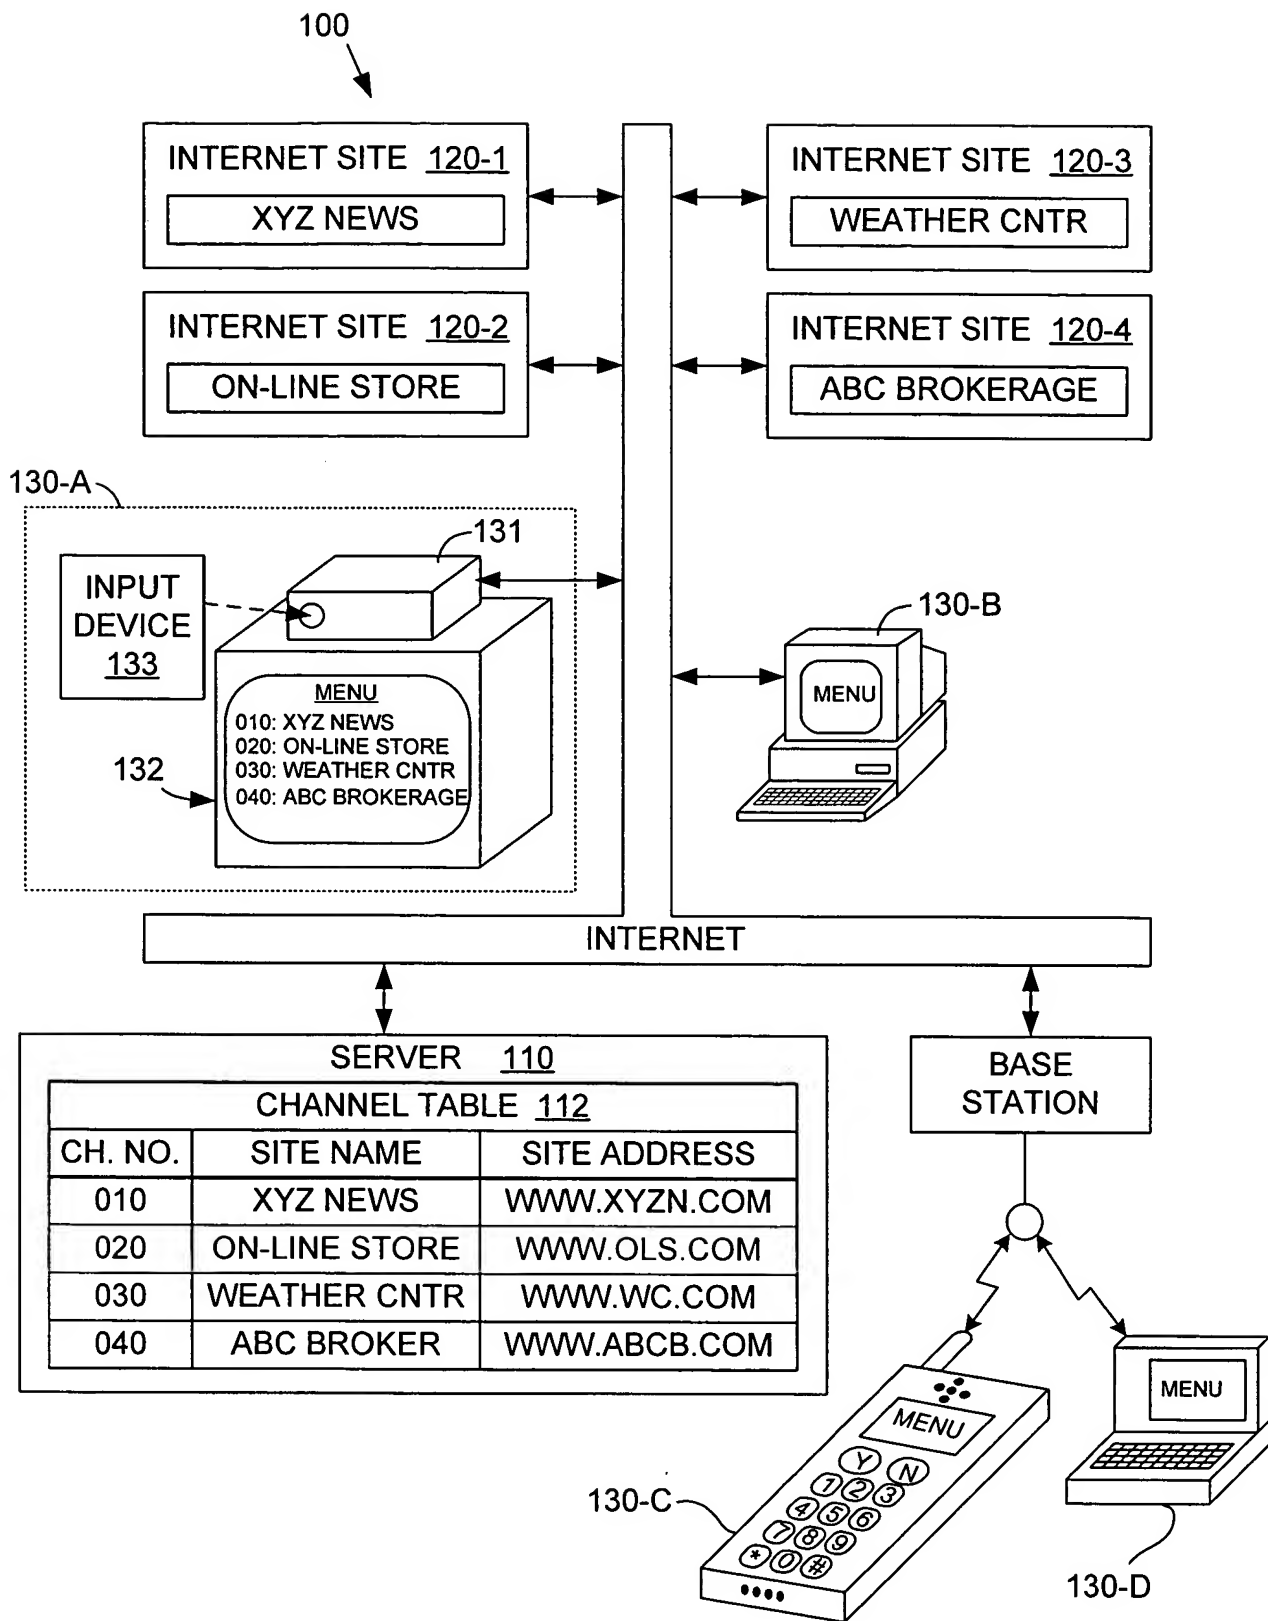 100
INTERNET SITE 120-1
XYZ NEWS
INTERNET SITE 120-3
WEATHER CNTR
INTERNET SITE 120-2
ON-LINE STORE
INTERNET SITE 120-4
ABC BROKERAGE
130-A
131
INPUT
DEVICE
133
MENU
010: XYZ NEWS
020: ON-LINE STORE
030: WEATHER CNTR
040: ABC BROKERAGE
132
130-B
MENU
INTERNET
SERVER 110
CHANNEL TABLE 112
CH. NO. SITE NAME SITE ADDRESS
010 XYZ NEWS WWW.XYZN.COM
020 ON-LINE STORE WWW.OLS.COM
030 WEATHER CNTR WWW.WC.COM
040 ABC BROKER WWW.ABCB.COM
BASE
STATION
MENU
Y N
1 2 3
4 5 6
7 8 9
* 0 #
130-C
MENU
130-D